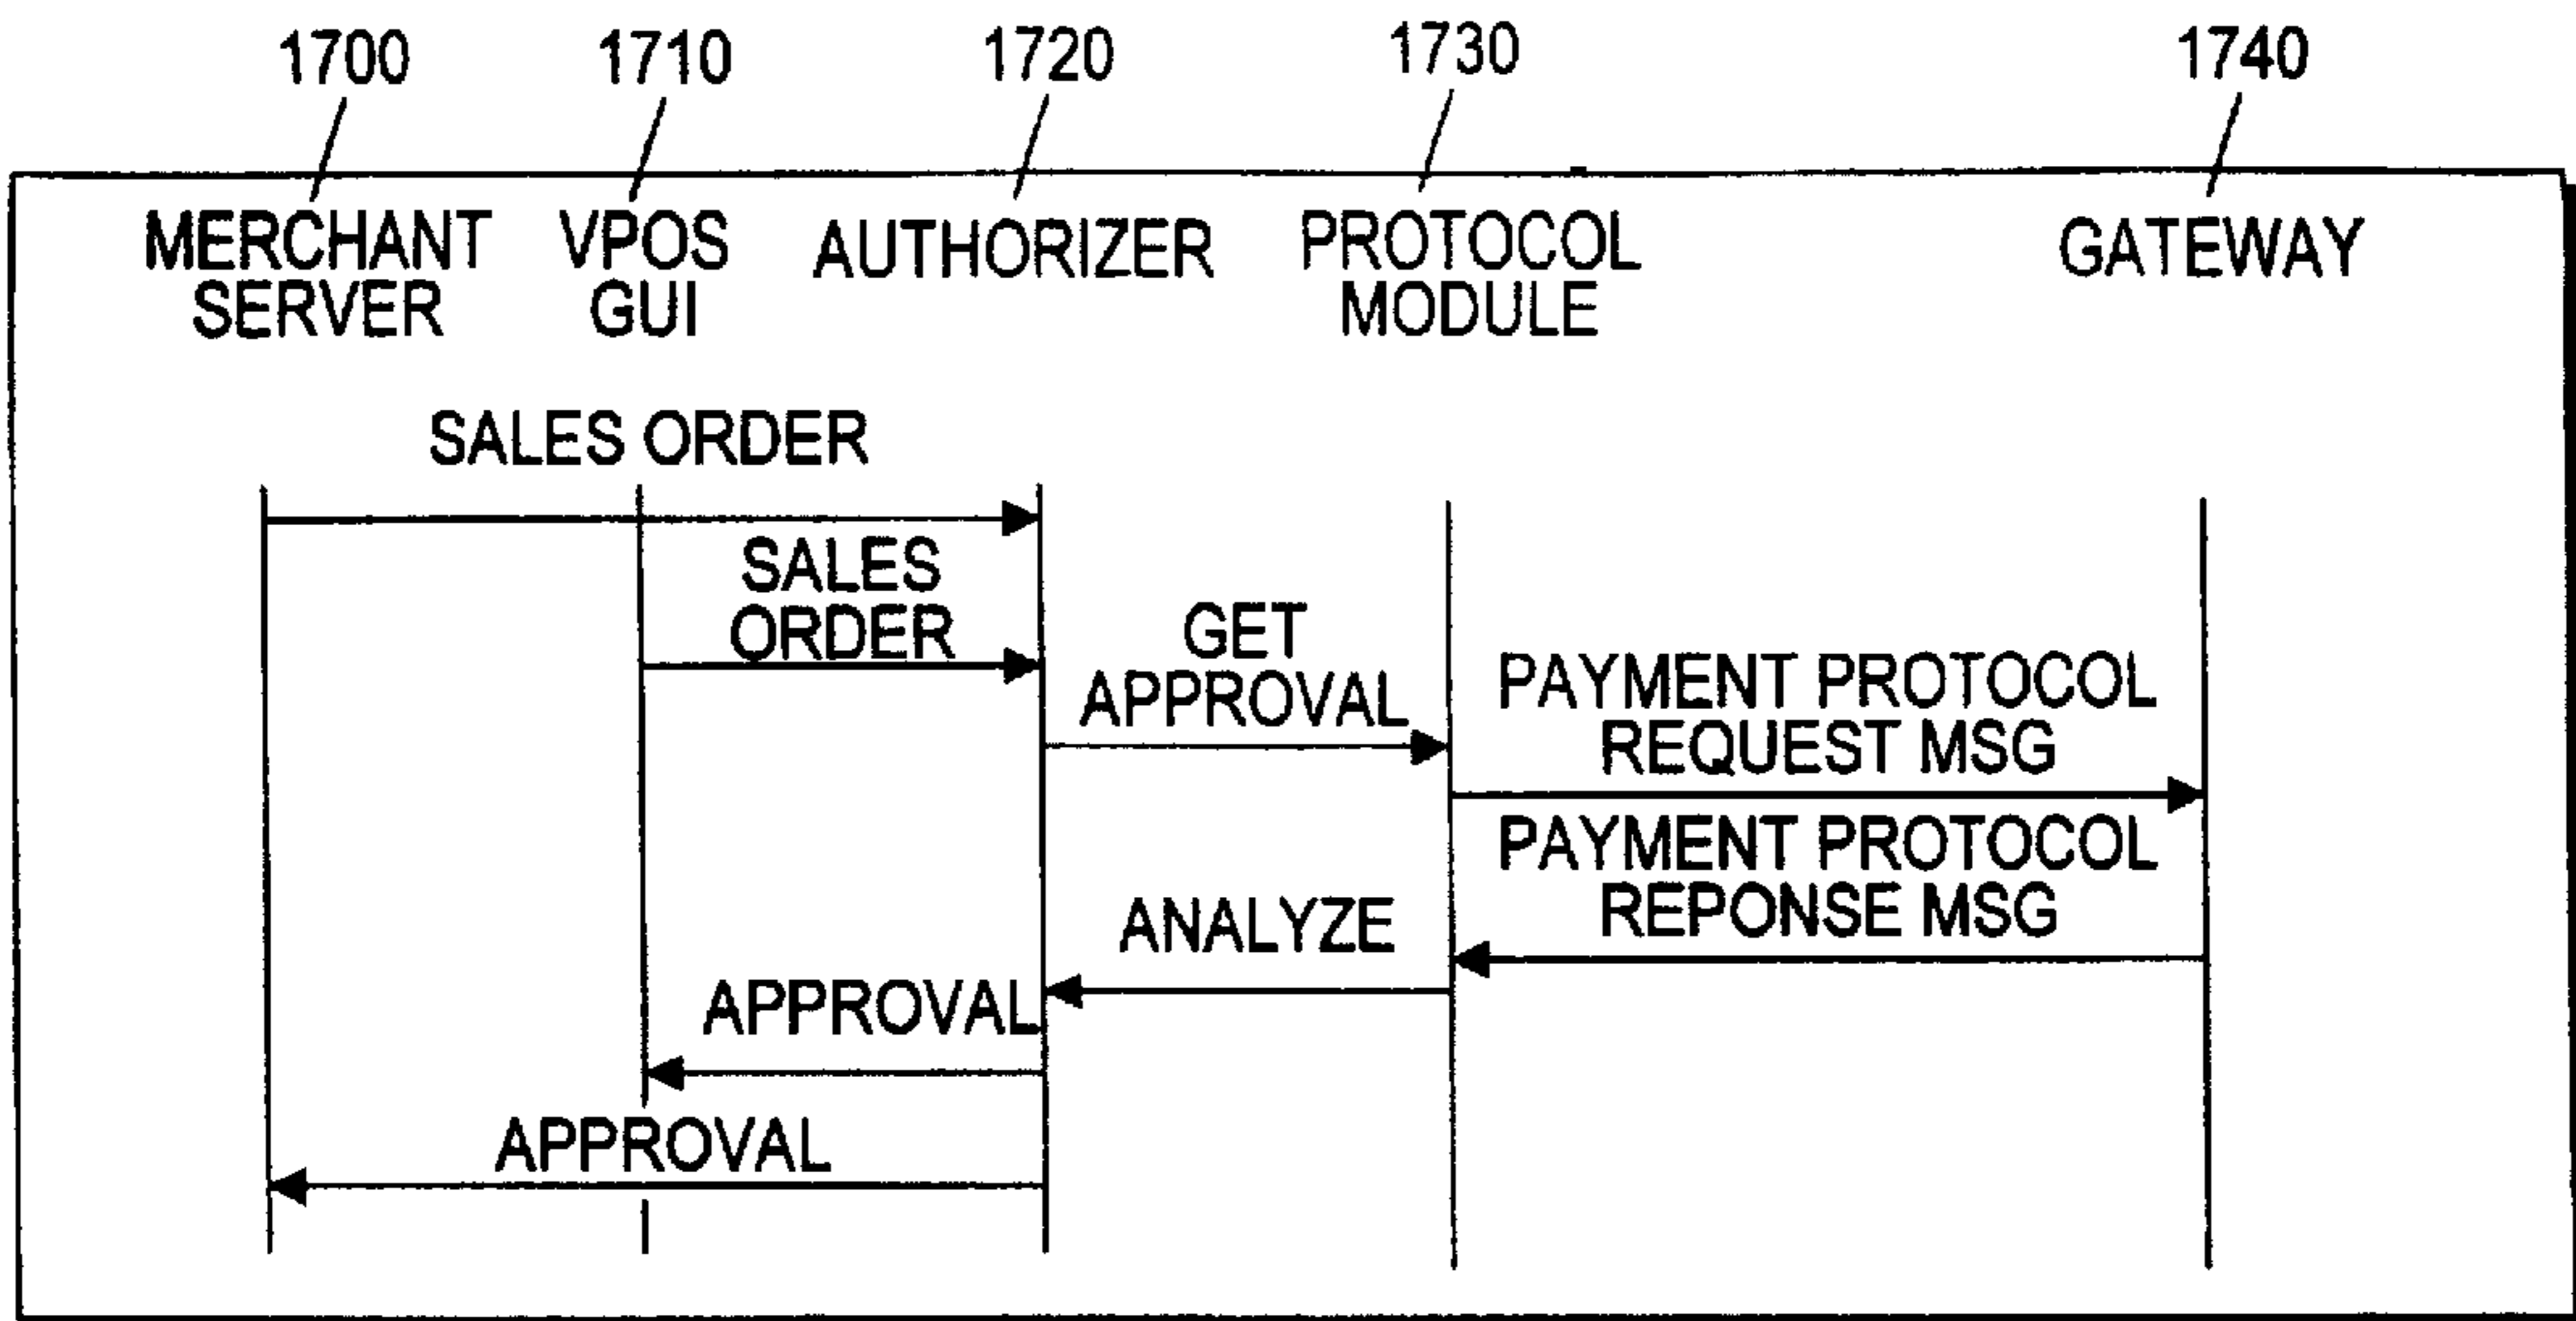 1700
1710
1720
1730
1740
MERCHANT
SERVER
VPOS
GUI
AUTHORIZER
PROTOCOL
MODULE
GATEWAY
SALES ORDER
SALES
ORDER
GET
APPROVAL
PAYMENT PROTOCOL
REQUEST MSG
PAYMENT PROTOCOL
REPONSE MSG
ANALYZE
APPROVAL
APPROVAL